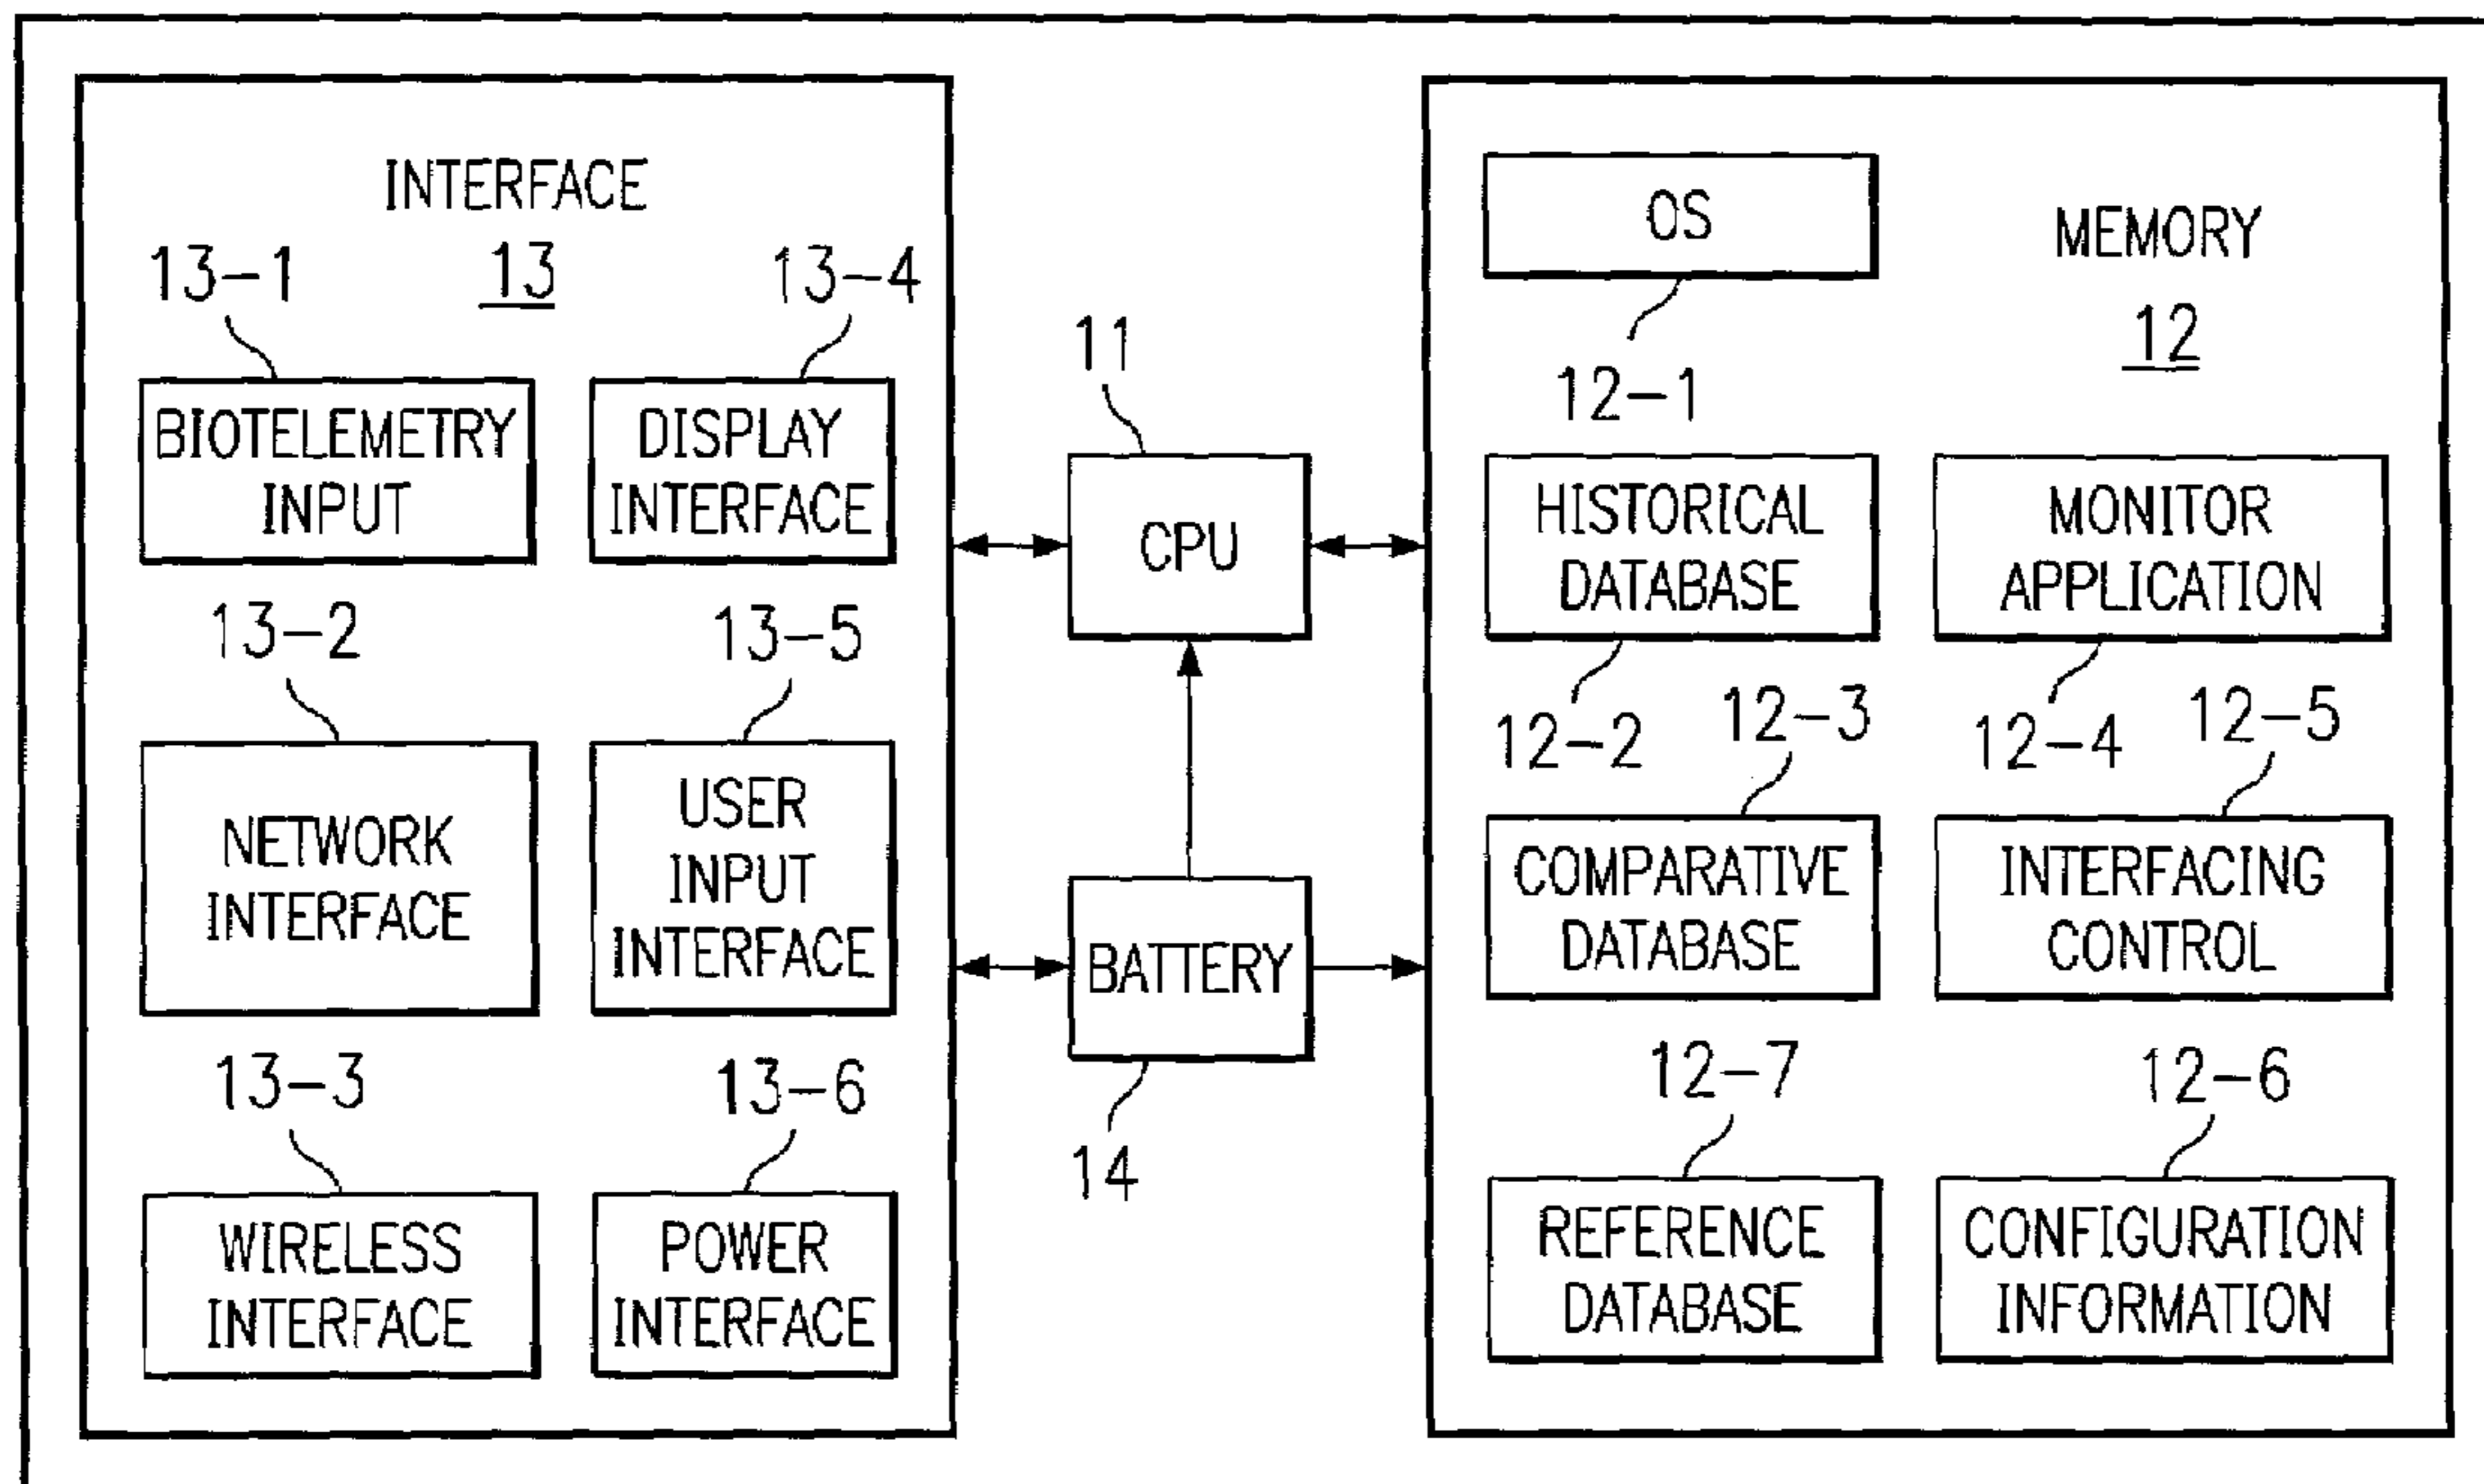 INTERFACE
13
13-1
13-4
BIOTELEMETRY
INPUT
DISPLAY
INTERFACE
13-2
13-5
NETWORK
INTERFACE
USER
INPUT
INTERFACE
13-3
13-6
WIRELESS
INTERFACE
POWER
INTERFACE
11
CPU
BATTERY
14
OS
12-1
MEMORY
12
HISTORICAL
DATABASE
12-2
MONITOR
APPLICATION
12-4
12-3
COMPARATIVE
DATABASE
12-5
INTERFACING
CONTROL
12-7
REFERENCE
DATABASE
12-6
CONFIGURATION
INFORMATION